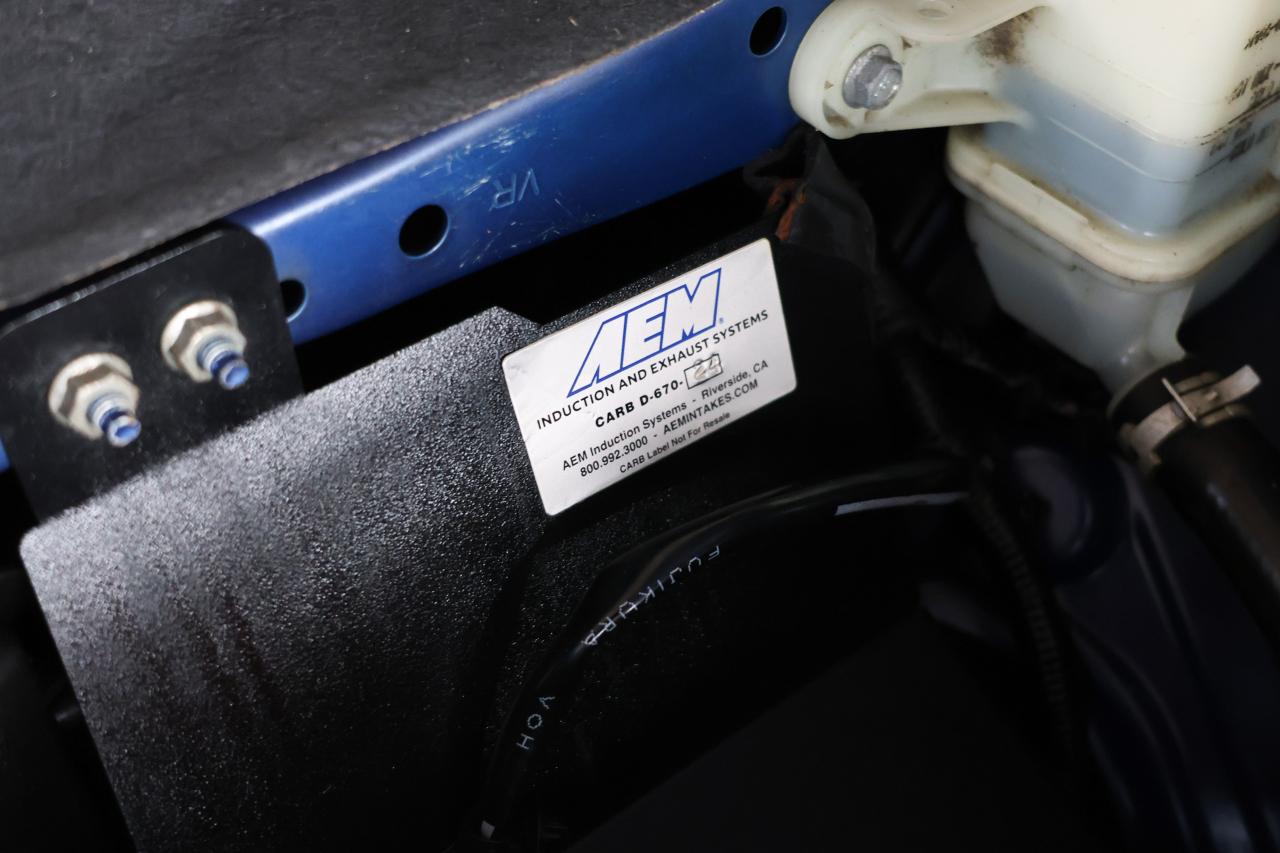 VR
AEM®
INDUCTION AND EXHAUST SYSTEMS
CARB D-670-24
AEM Induction Systems - Riverside, CA
800.992.3000 - AEMINTAKES.COM
CARB Label Not For Resale
FUJIKURA
VOH